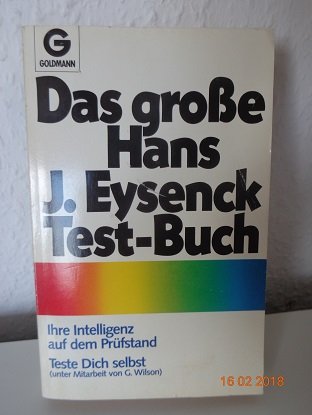 G
GOLDMANN
Das große
Hans
J. Eysenck
Test-Buch
Ihre Intelligenz
auf dem Prüfstand
Teste Dich selbst
(unter Mitarbeit von G. Wilson)
16 02 2018